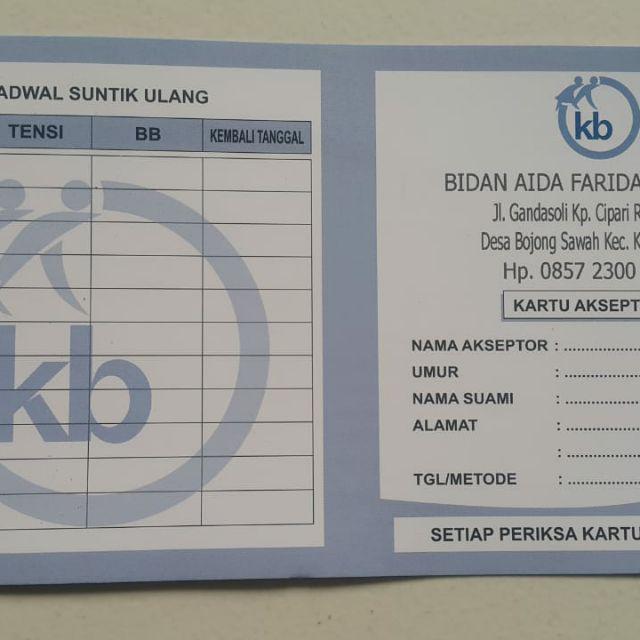 ADWAL SUNTIK ULANG
TENSI BB KEMBALI TANGGAL
kb
kb
BIDAN AIDA FARIDA
Jl. Gandasoli Kp. Cipari R
Desa Bojong Sawah Kec. K
Hp. 0857 2300
KARTU AKSEPT
NAMA AKSEPTOR :
UMUR :
NAMA SUAMI :
ALAMAT :
:
TGL/METODE :
SETIAP PERIKSA KARTU